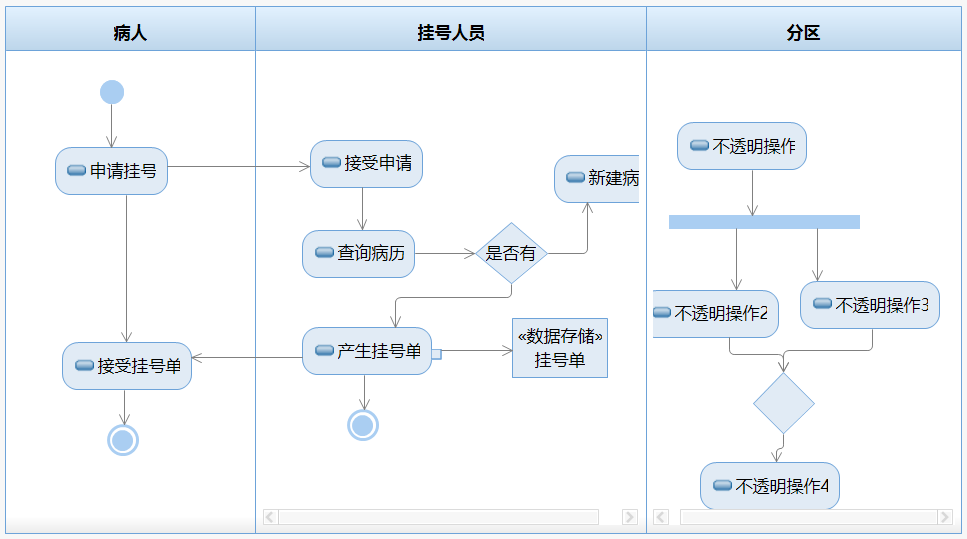 病人
挂号人员
分区
申请挂号
接受挂号单
接受申请
查询病历
是否有
新建病
产生挂号单
«数据存储»
挂号单
不透明操作
不透明操作2
不透明操作3
不透明操作4